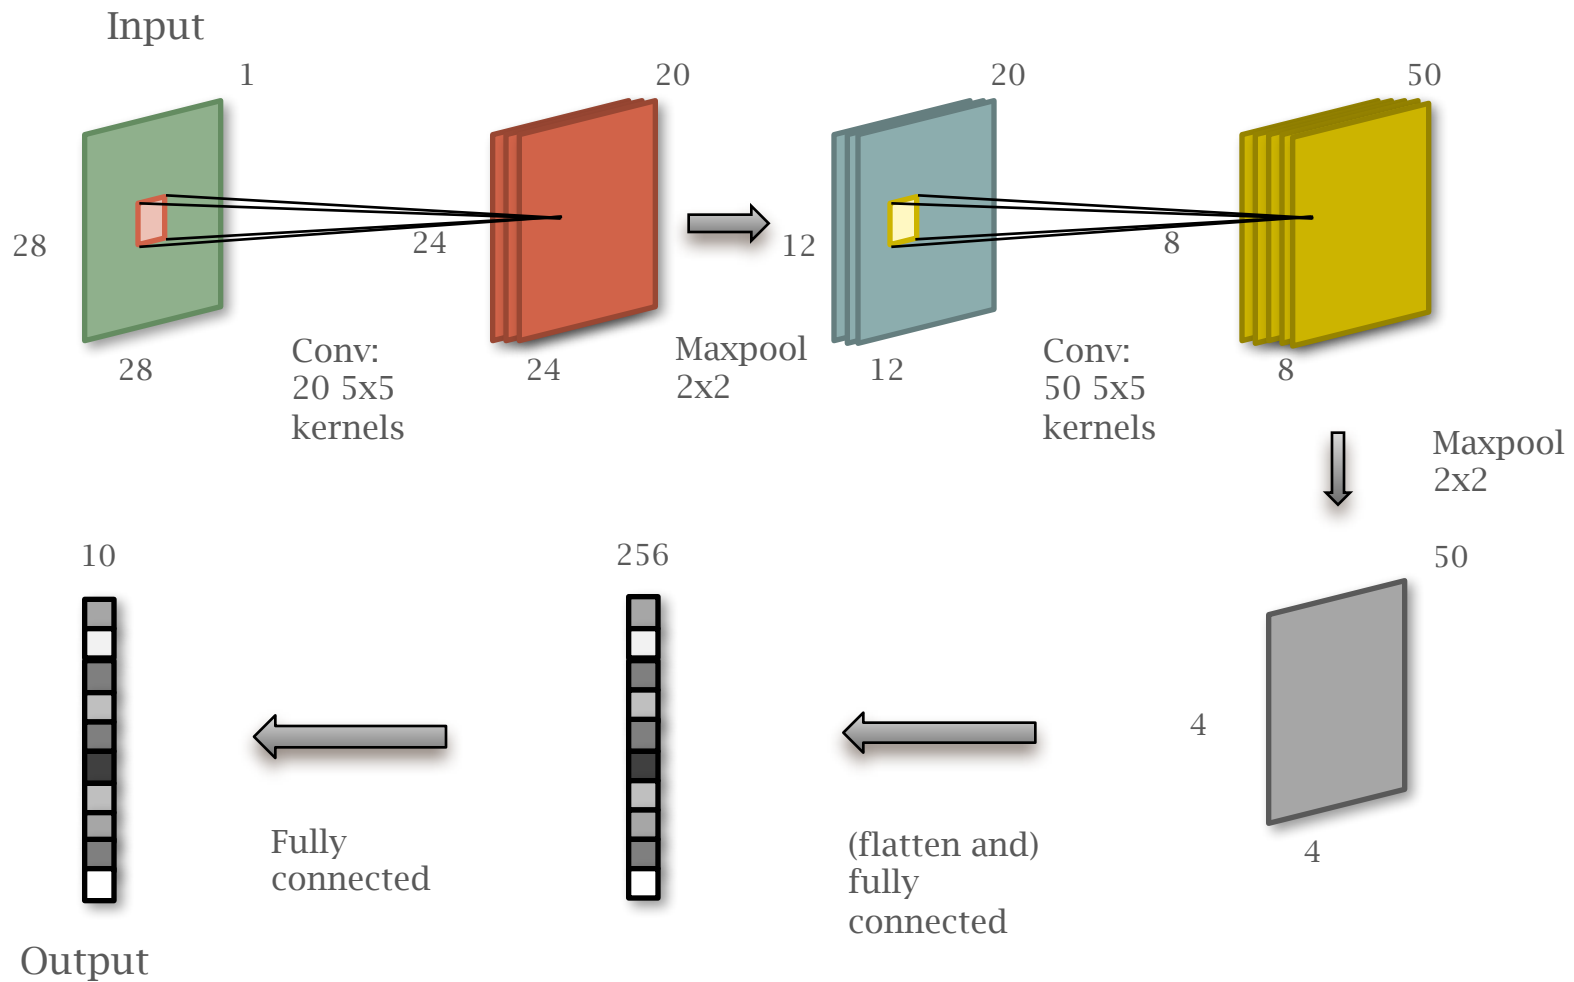 Input
1
20
20
50
28
24
12
8
28
Conv:
20 5x5
kernels
24
Maxpool
2x2
12
Conv:
50 5x5
kernels
8
Maxpool
2x2
10
256
50
4
4
Fully
connected
(flatten and)
fully
connected
Output